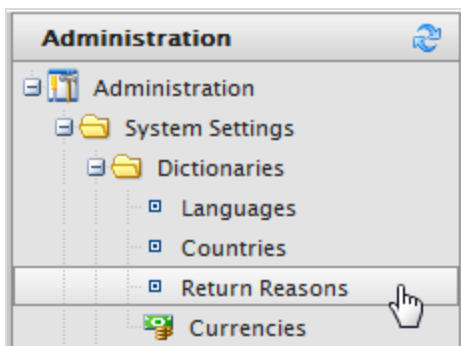 Administration
Administration
System Settings
Dictionaries
Languages
Countries
Return Reasons
Currencies